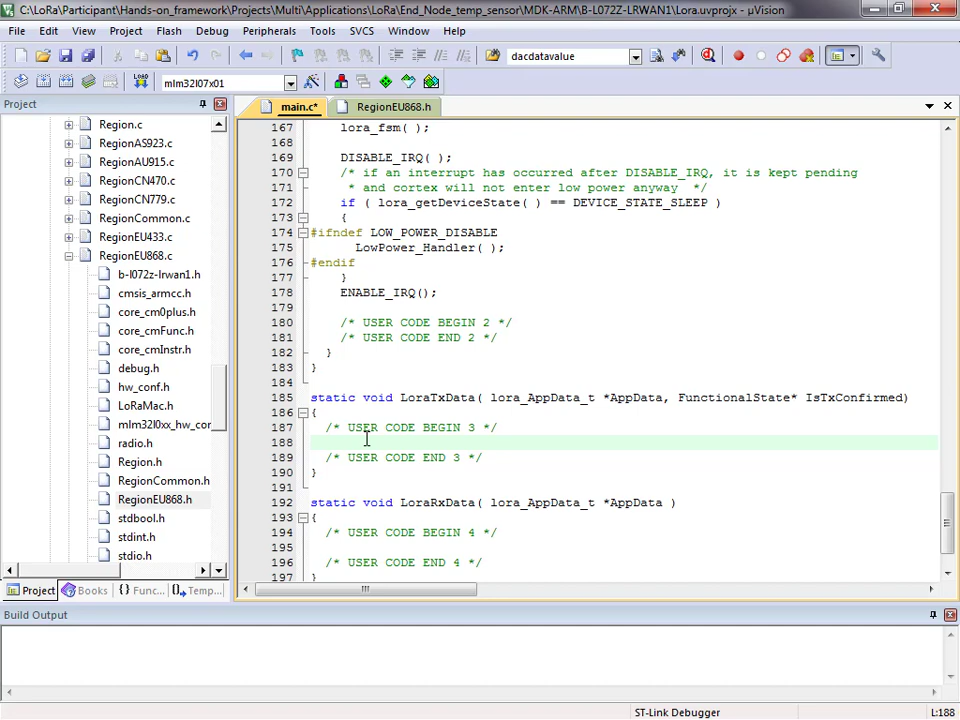 C:\LoRa\Participant\Hands-on_framework\Projects\Multi\Applications\LoRa\End_Node_temp_sensor\MDK-ARM\B-L072Z-LRWAN1\Lora.uvprojx - µVision
File Edit View Project Flash Debug Peripherals Tools SVCS Window Help
dacdatavalue
LOAD mlm32l07x01
Project
main.c* RegionEU868.h
Region.c
RegionAS923.c
RegionAU915.c
RegionCN470.c
RegionCN779.c
RegionCommon.c
RegionEU433.c
RegionEU868.c
b-l072z-lrwan1.h
cmsis_armcc.h
core_cm0plus.h
core_cmFunc.h
core_cmInstr.h
debug.h
hw_conf.h
LoRaMac.h
mlm32l0xx_hw_cor
radio.h
Region.h
RegionCommon.h
RegionEU868.h
stdbool.h
stdint.h
stdio.h
Project Books {} Func... Temp...
167 lora_fsm( );
168
169 DISABLE_IRQ( );
170 /* if an interrupt has occurred after DISABLE_IRQ, it is kept pending
171 * and cortex will not enter low power anyway */
172 if ( lora_getDeviceState( ) == DEVICE_STATE_SLEEP )
173 {
174 #ifndef LOW_POWER_DISABLE
175 LowPower_Handler( );
176 #endif
177 }
178 ENABLE_IRQ();
179
180 /* USER CODE BEGIN 2 */
181 /* USER CODE END 2 */
182 }
183 }
184
185 static void LoraTxData( lora_AppData_t *AppData, FunctionalState* IsTxConfirmed)
186 {
187 /* USER CODE BEGIN 3 */
188
189 /* USER CODE END 3 */
190 }
191
192 static void LoraRxData( lora_AppData_t *AppData )
193 {
194 /* USER CODE BEGIN 4 */
195
196 /* USER CODE END 4 */
197 }
Build Output
ST-Link Debugger L:188